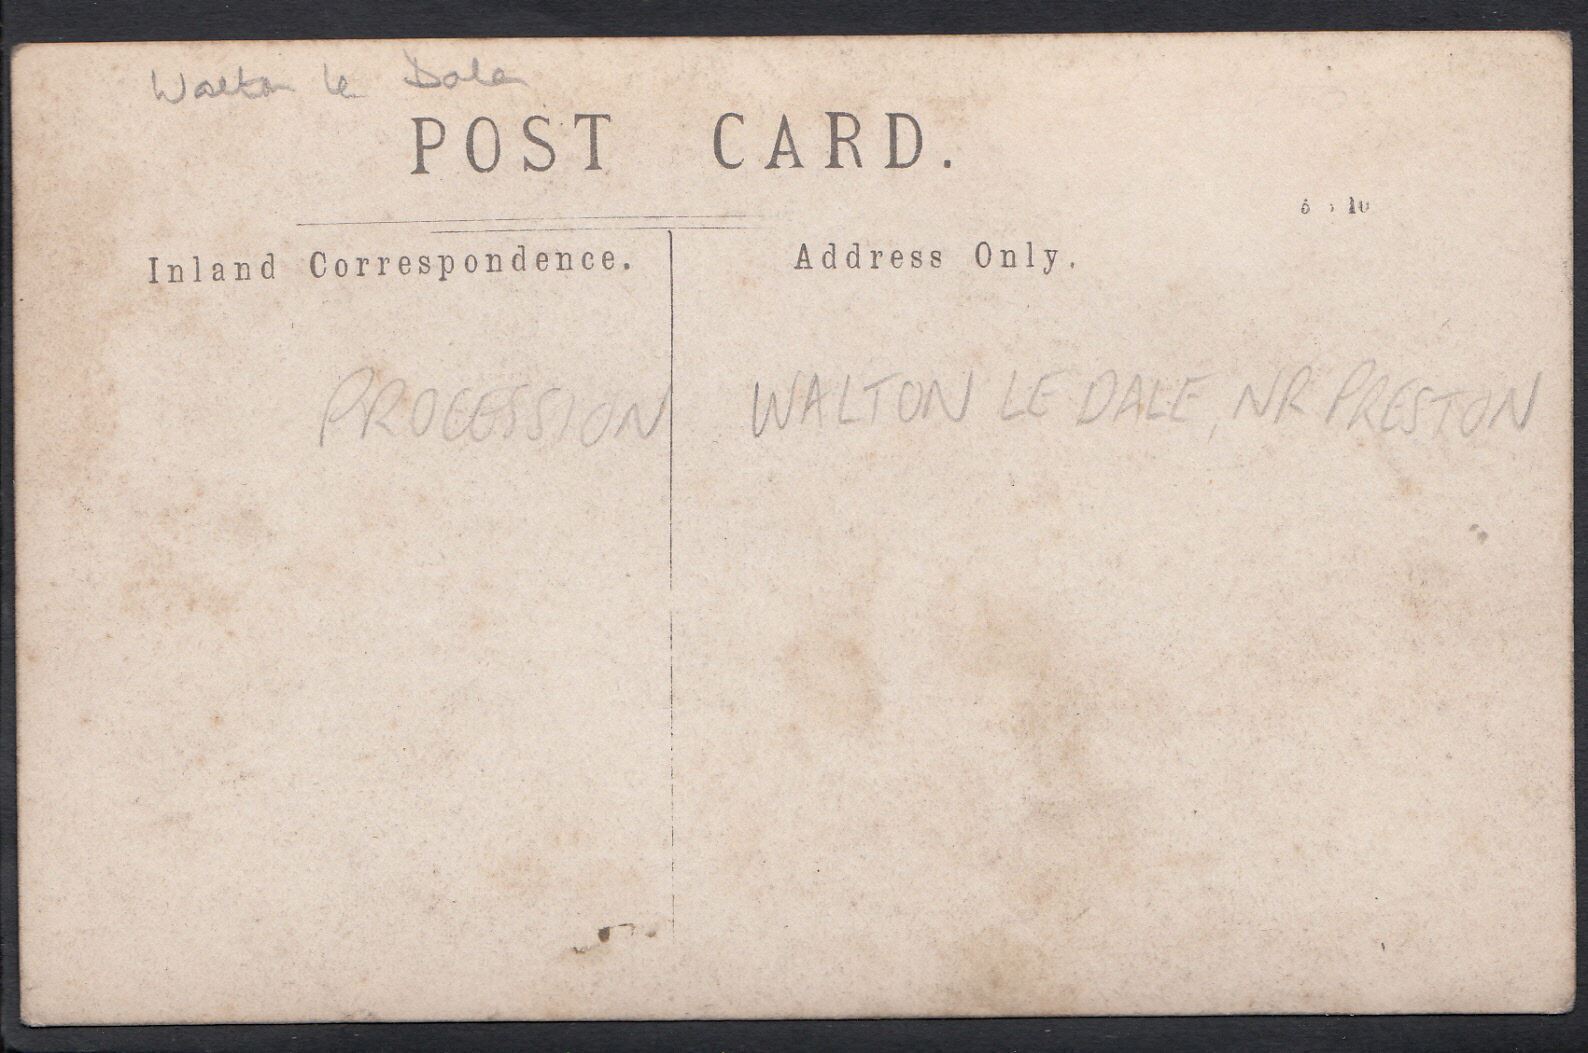 Walton le Dale
POST CARD.
Inland Correspondence.
Address Only.
PROCESSION WALTON LE DALE, NR PRESTON